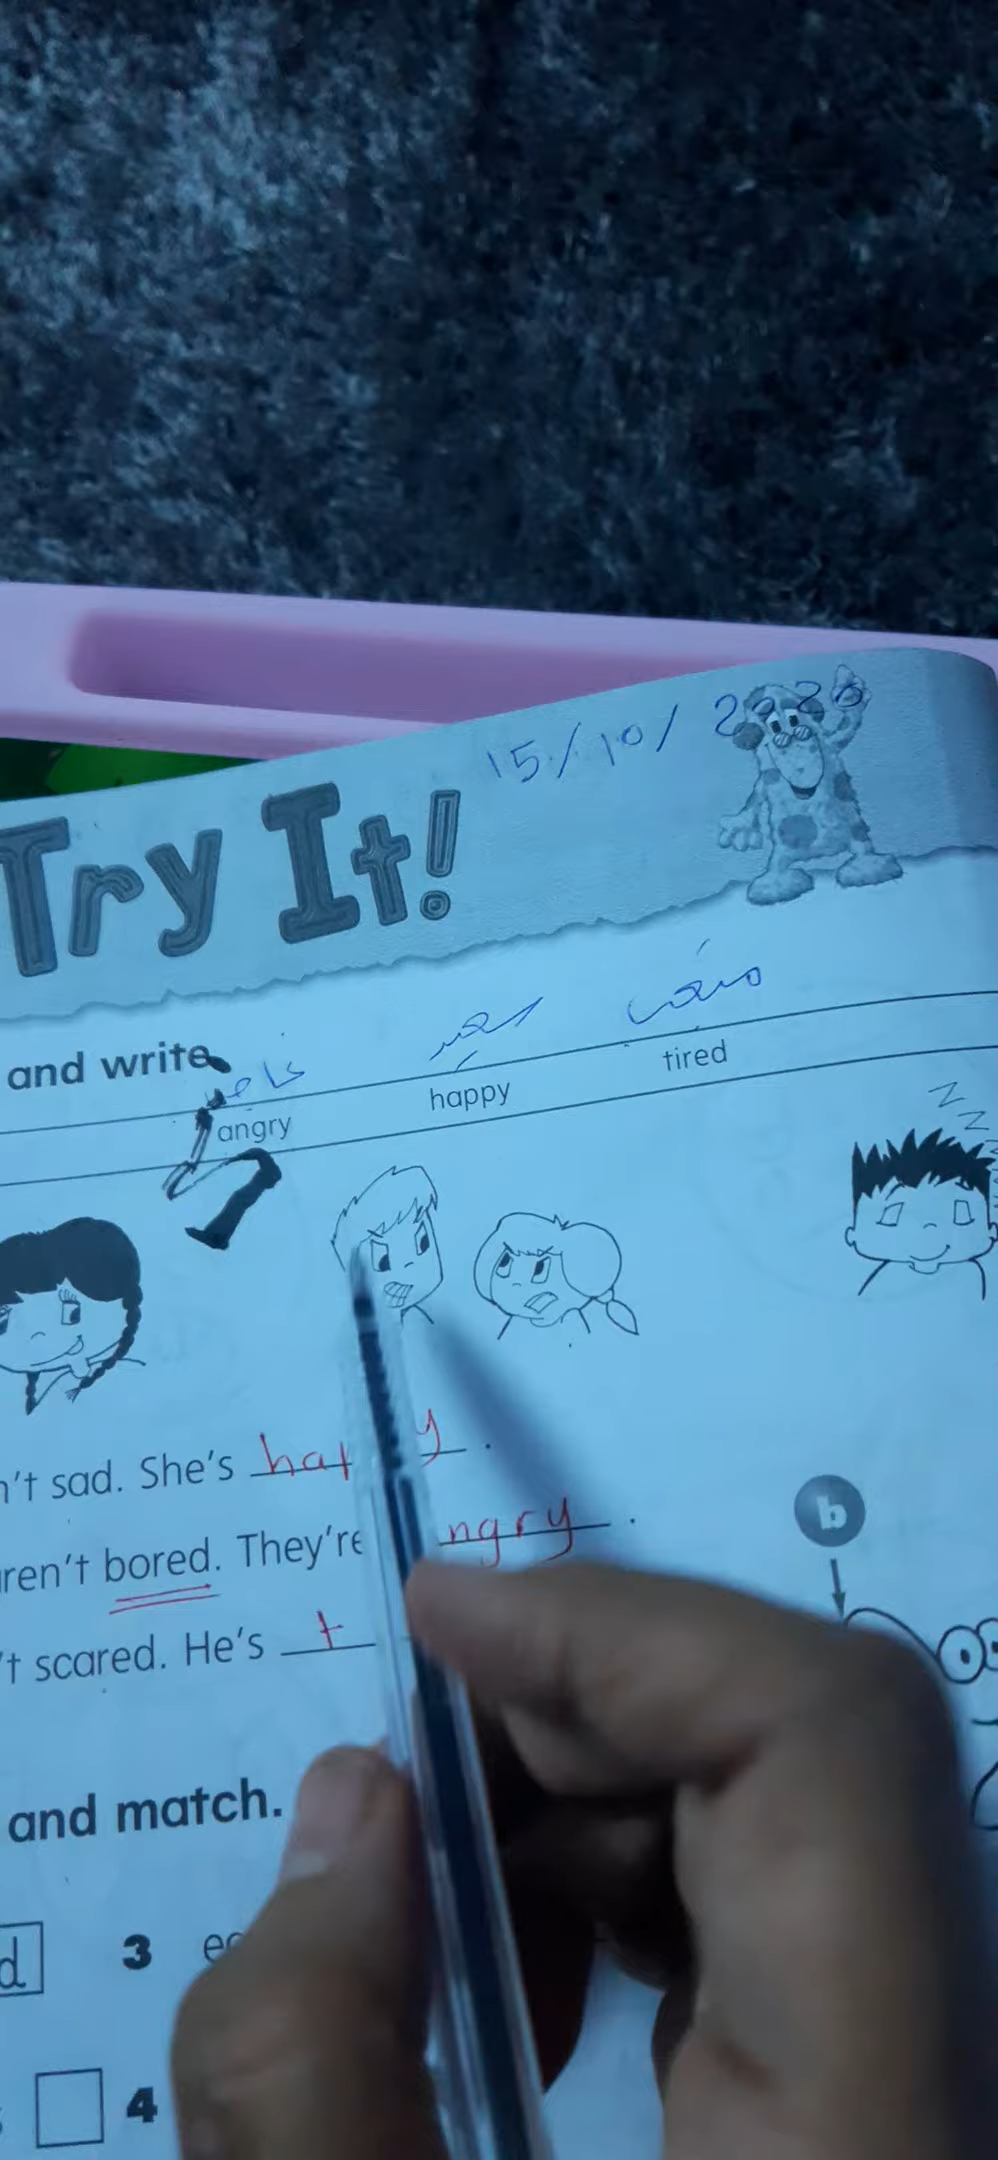 15/10/2020
Try It!
and write
غاضب سعيد متعب
angry happy tired
z z
n't sad. She's hap y.
aren't bored. They're ngry.
't scared. He's t
b
and match.
d 3
4